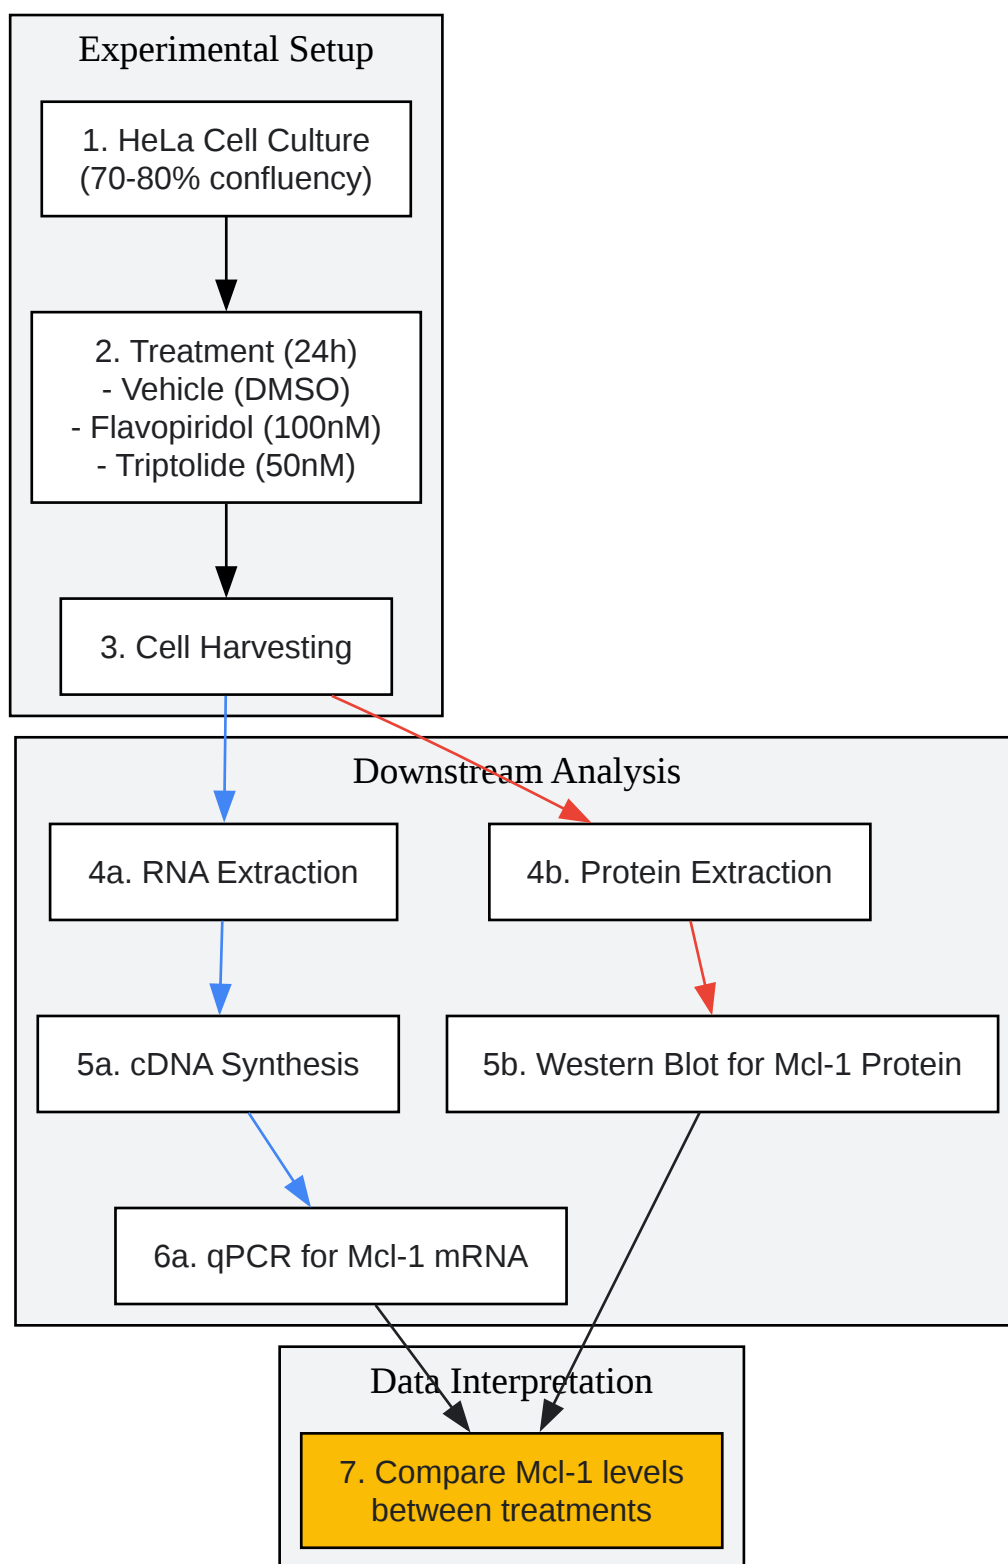 Experimental Setup
1. HeLa Cell Culture
(70-80% confluency)
2. Treatment (24h)
- Vehicle (DMSO)
- Flavopiridol (100nM)
- Triptolide (50nM)
3. Cell Harvesting
Downstream Analysis
4a. RNA Extraction
4b. Protein Extraction
5a. cDNA Synthesis
5b. Western Blot for Mcl-1 Protein
6a. qPCR for Mcl-1 mRNA
Data Interpretation
7. Compare Mcl-1 levels
between treatments